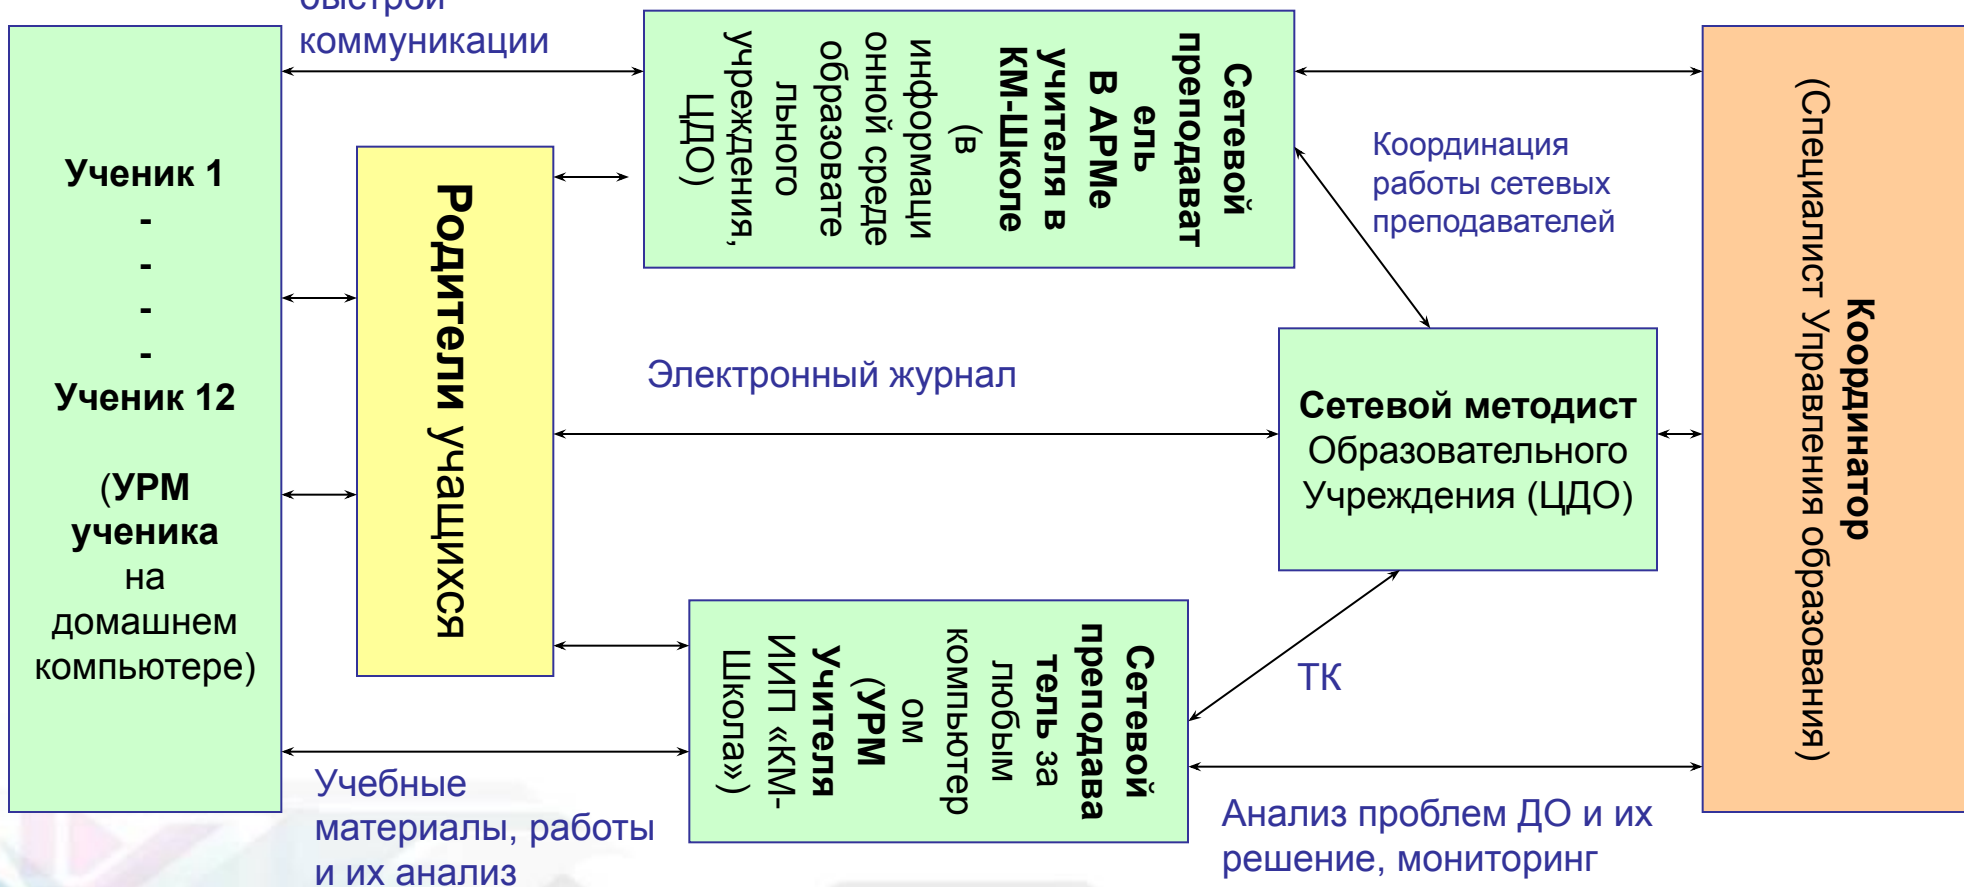 быстрой
коммуникации
Ученик 1
-
-
-
-
Ученик 12
(УРМ
ученика
на
домашнем
компьютере)
Родители учащихся
Сетевой
преподават
ель
В АРМе
учителя в
КМ-Школе
(в
информаци
онной среде
образовате
льного
учреждения,
ЦДО)
Координация
работы сетевых
преподавателей
Электронный журнал
Сетевой методист
Образовательного
Учреждения (ЦДО)
Координатор
(Специалист Управления образования)
Сетевой
преподава
тель за
любым
компьютер
ом
(УРМ
Учителя
ИИП «КМ-
Школа»)
ТК
Учебные
материалы, работы
и их анализ
Анализ проблем ДО и их
решение, мониторинг